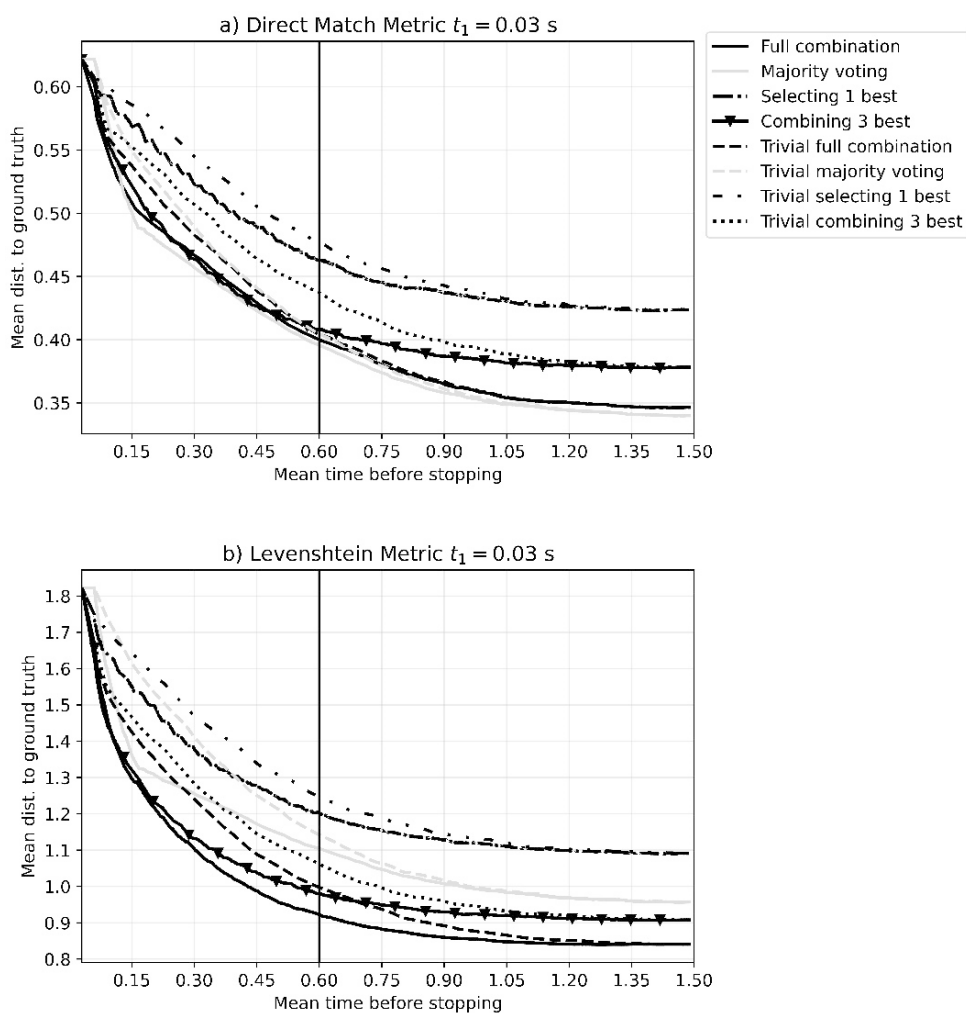 a) Direct Match Metric t₁ = 0.03 s
Full combination
Majority voting
Selecting 1 best
Combining 3 best
Trivial full combination
Trivial majority voting
Trivial selecting 1 best
Trivial combining 3 best
Mean dist. to ground truth
0.60
0.55
0.50
0.45
0.40
0.35
0.15 0.30 0.45 0.60 0.75 0.90 1.05 1.20 1.35 1.50
Mean time before stopping
b) Levenshtein Metric t₁ = 0.03 s
Mean dist. to ground truth
1.8
1.7
1.6
1.5
1.4
1.3
1.2
1.1
1.0
0.9
0.8
0.15 0.30 0.45 0.60 0.75 0.90 1.05 1.20 1.35 1.50
Mean time before stopping